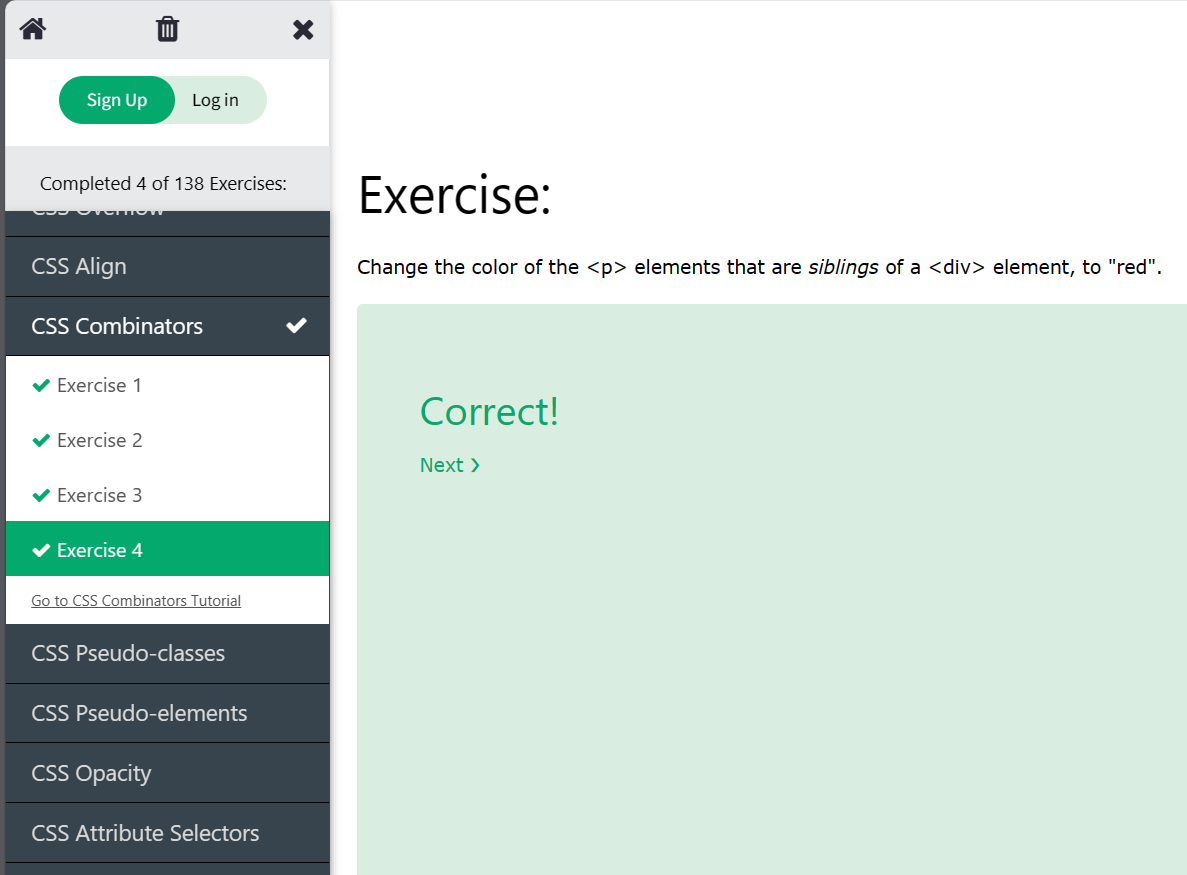 Sign Up
Log in
Completed 4 of 138 Exercises:
CSS Overflow
CSS Align
CSS Combinators
Exercise 1
Exercise 2
Exercise 3
Exercise 4
Go to CSS Combinators Tutorial
CSS Pseudo-classes
CSS Pseudo-elements
CSS Opacity
CSS Attribute Selectors
Exercise:
Change the color of the <p> elements that are siblings of a <div> element, to "red".
Correct!
Next ❯